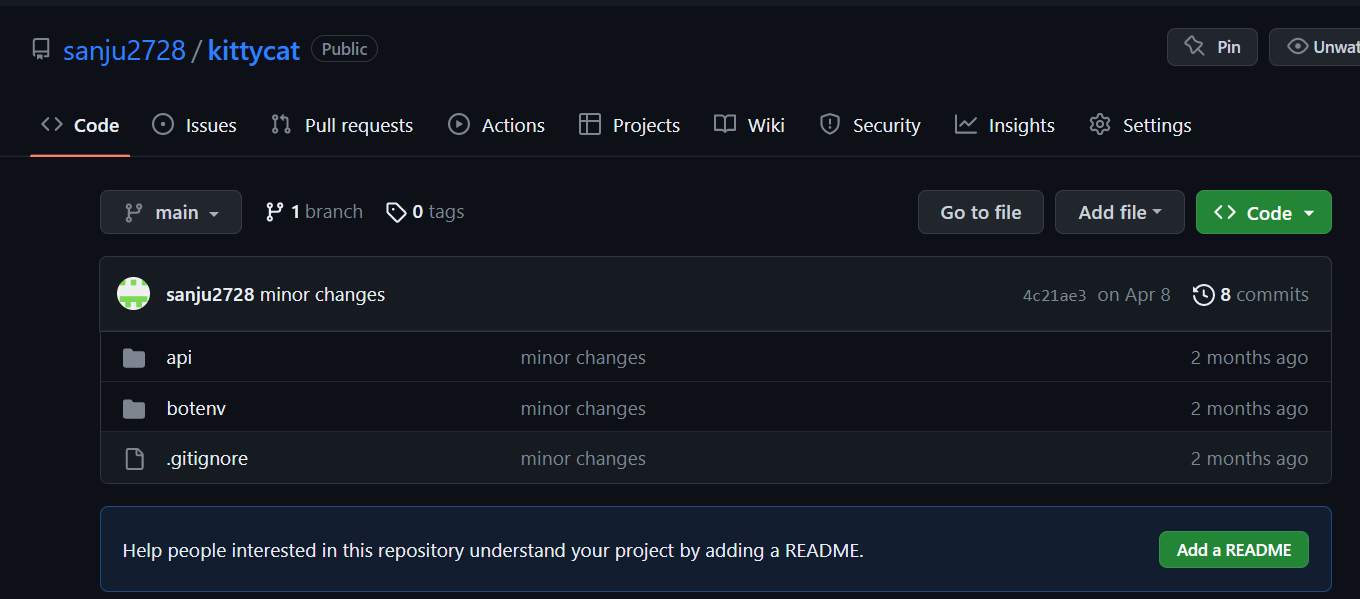 sanju2728 / kittycat Public Pin Unwat
Code Issues Pull requests Actions Projects Wiki Security Insights Settings
main 1 branch 0 tags Go to file Add file Code
sanju2728 minor changes 4c21ae3 on Apr 8 8 commits
api minor changes 2 months ago
botenv minor changes 2 months ago
.gitignore minor changes 2 months ago
Help people interested in this repository understand your project by adding a README. Add a README